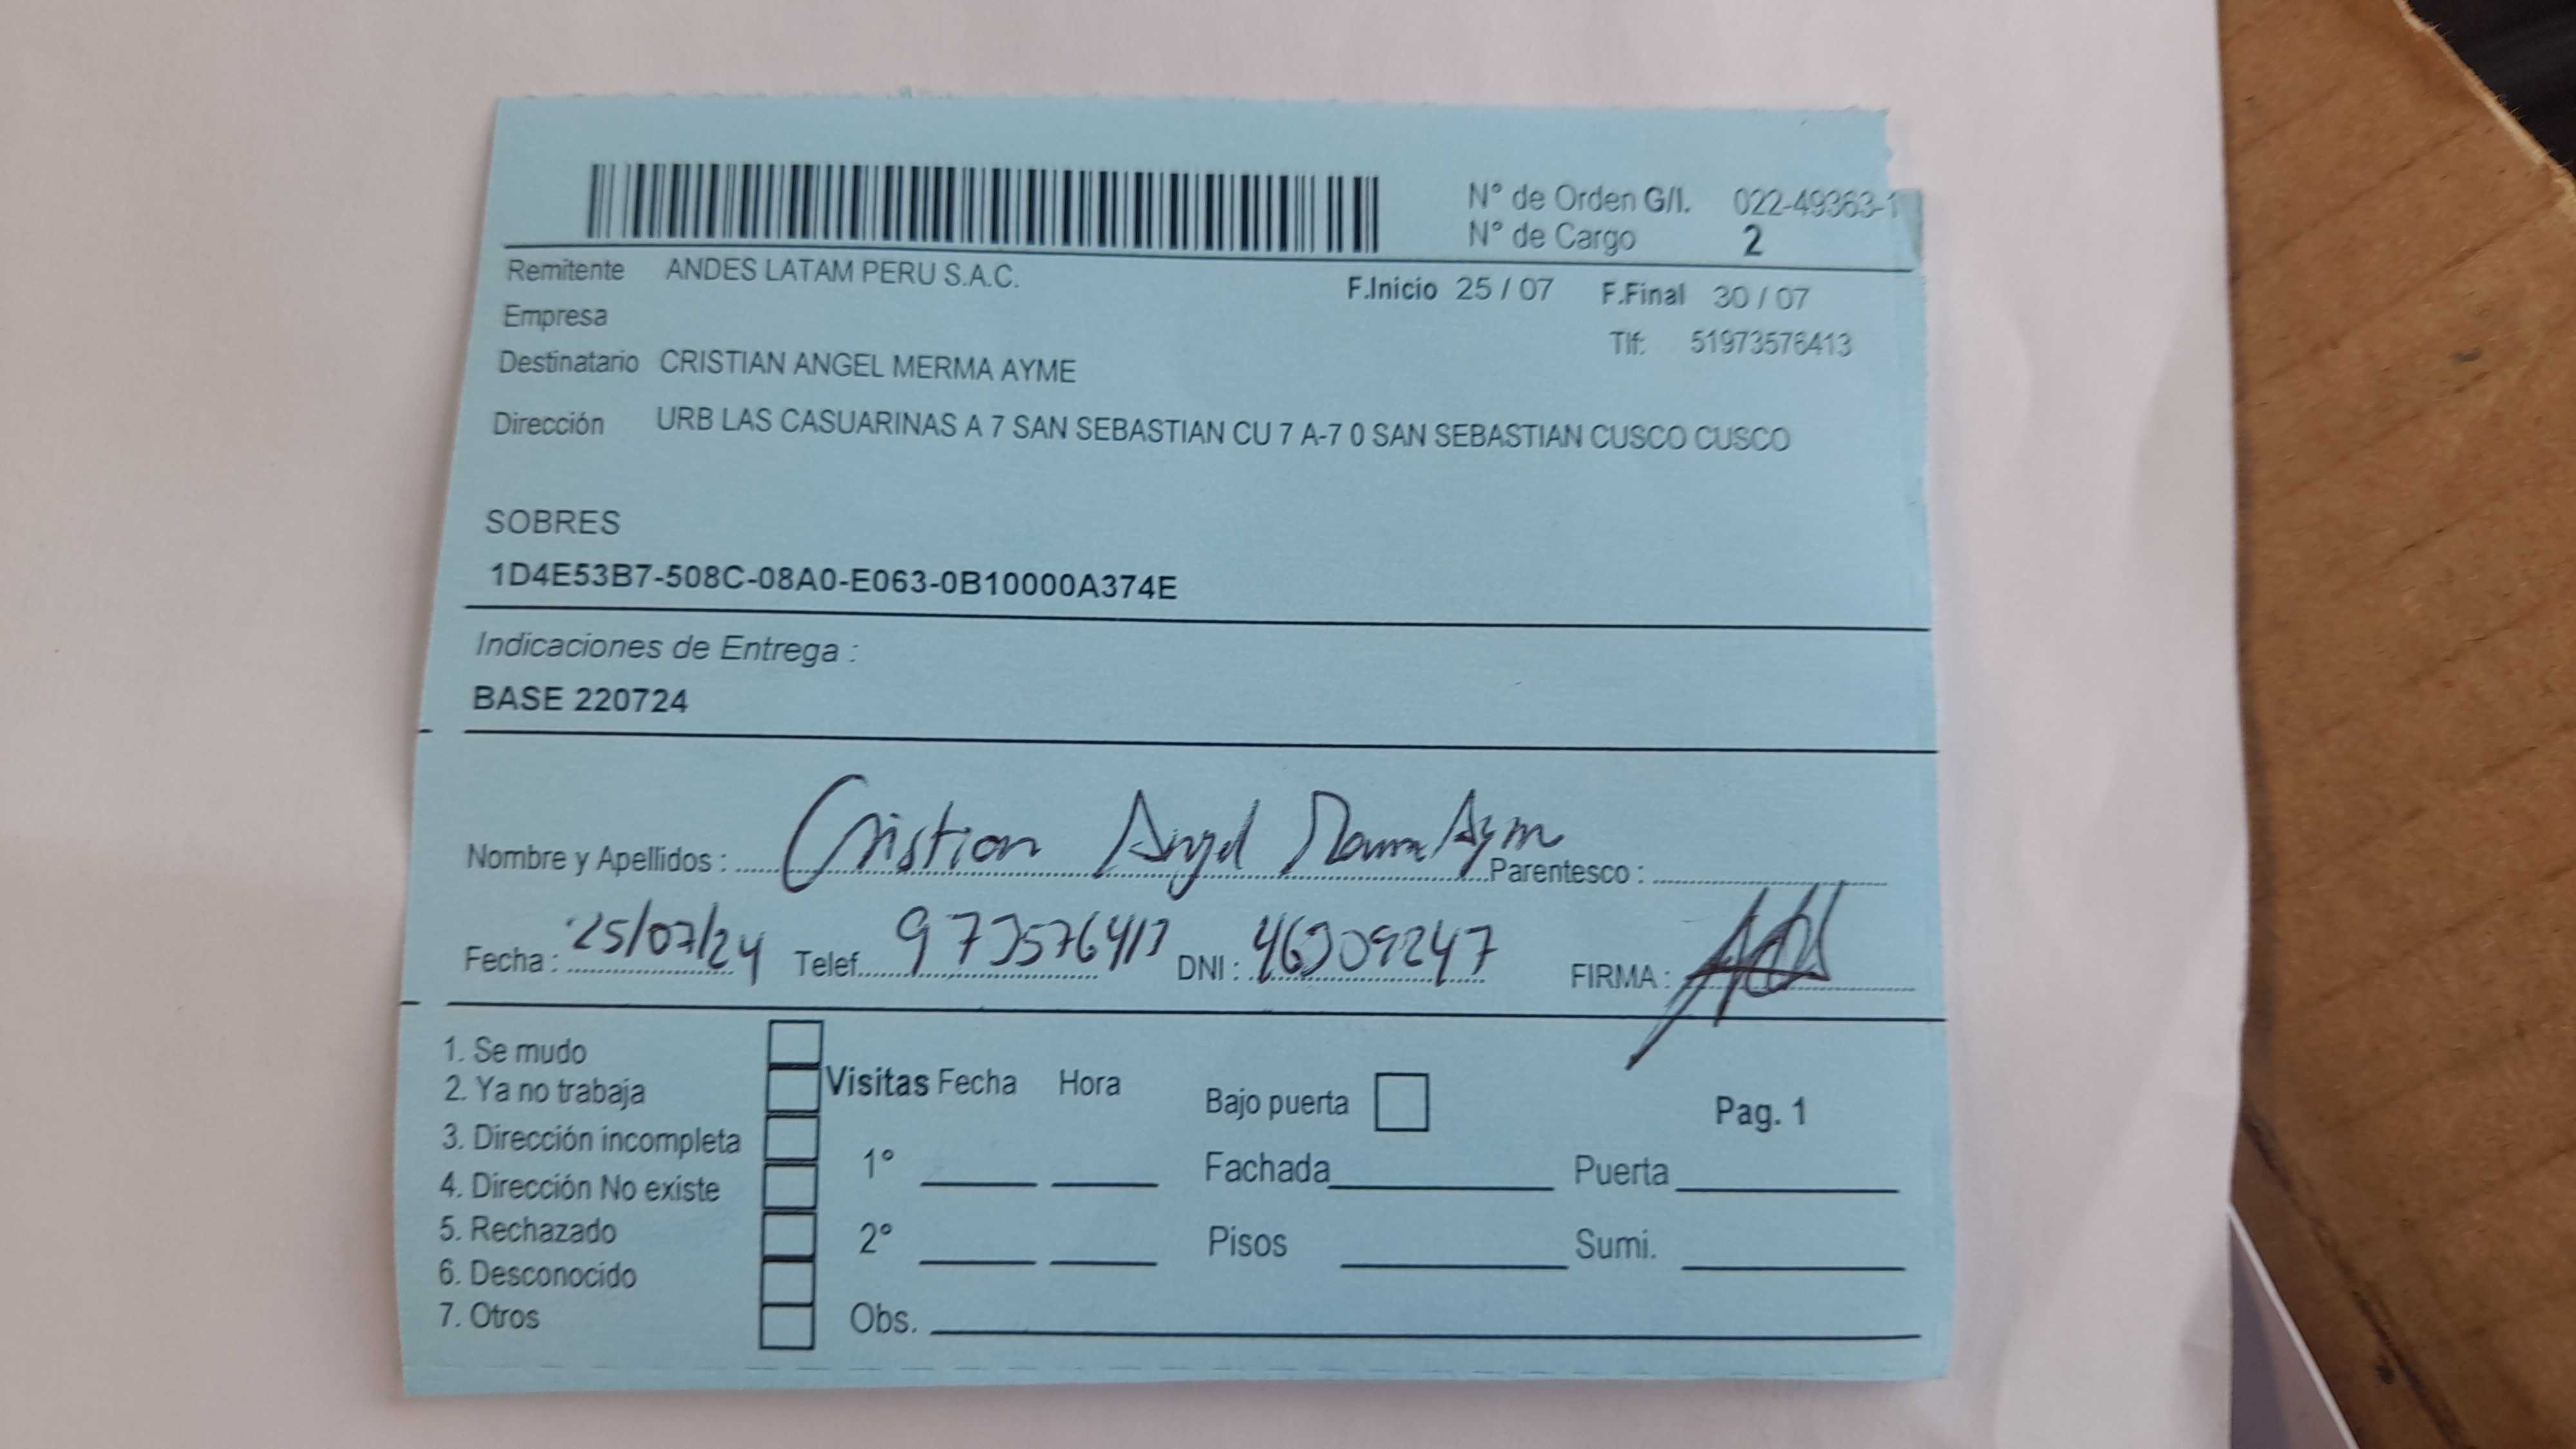 N° de Orden G/I. 022-49363-1
N° de Cargo 2
Remitente ANDES LATAM PERU S.A.C. F.Inicio 25 / 07 F.Final 30 / 07
Empresa
Tlf: 51973576413
Destinatario CRISTIAN ANGEL MERMA AYME
Dirección URB LAS CASUARINAS A 7 SAN SEBASTIAN CU 7 A-7 0 SAN SEBASTIAN CUSCO CUSCO
SOBRES
1D4E53B7-508C-08A0-E063-0B10000A374E
Indicaciones de Entrega :
BASE 220724
Nombre y Apellidos : Cristian Angel Merma Ayme Parentesco :
Fecha : 25/07/24 Telef. 973576413 DNI : 46309247 FIRMA :
1. Se mudo
2. Ya no trabaja
3. Dirección incompleta
4. Dirección No existe
5. Rechazado
6. Desconocido
7. Otros
Visitas Fecha Hora
1°
2°
Obs.
Bajo puerta
Pag. 1
Fachada Puerta
Pisos Sumi.